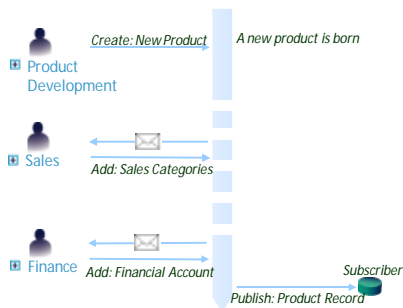 Create: New Product
A new product is born
Product
Development
Sales
Add: Sales Categories
Finance
Add: Financial Account
Subscriber
Publish: Product Record